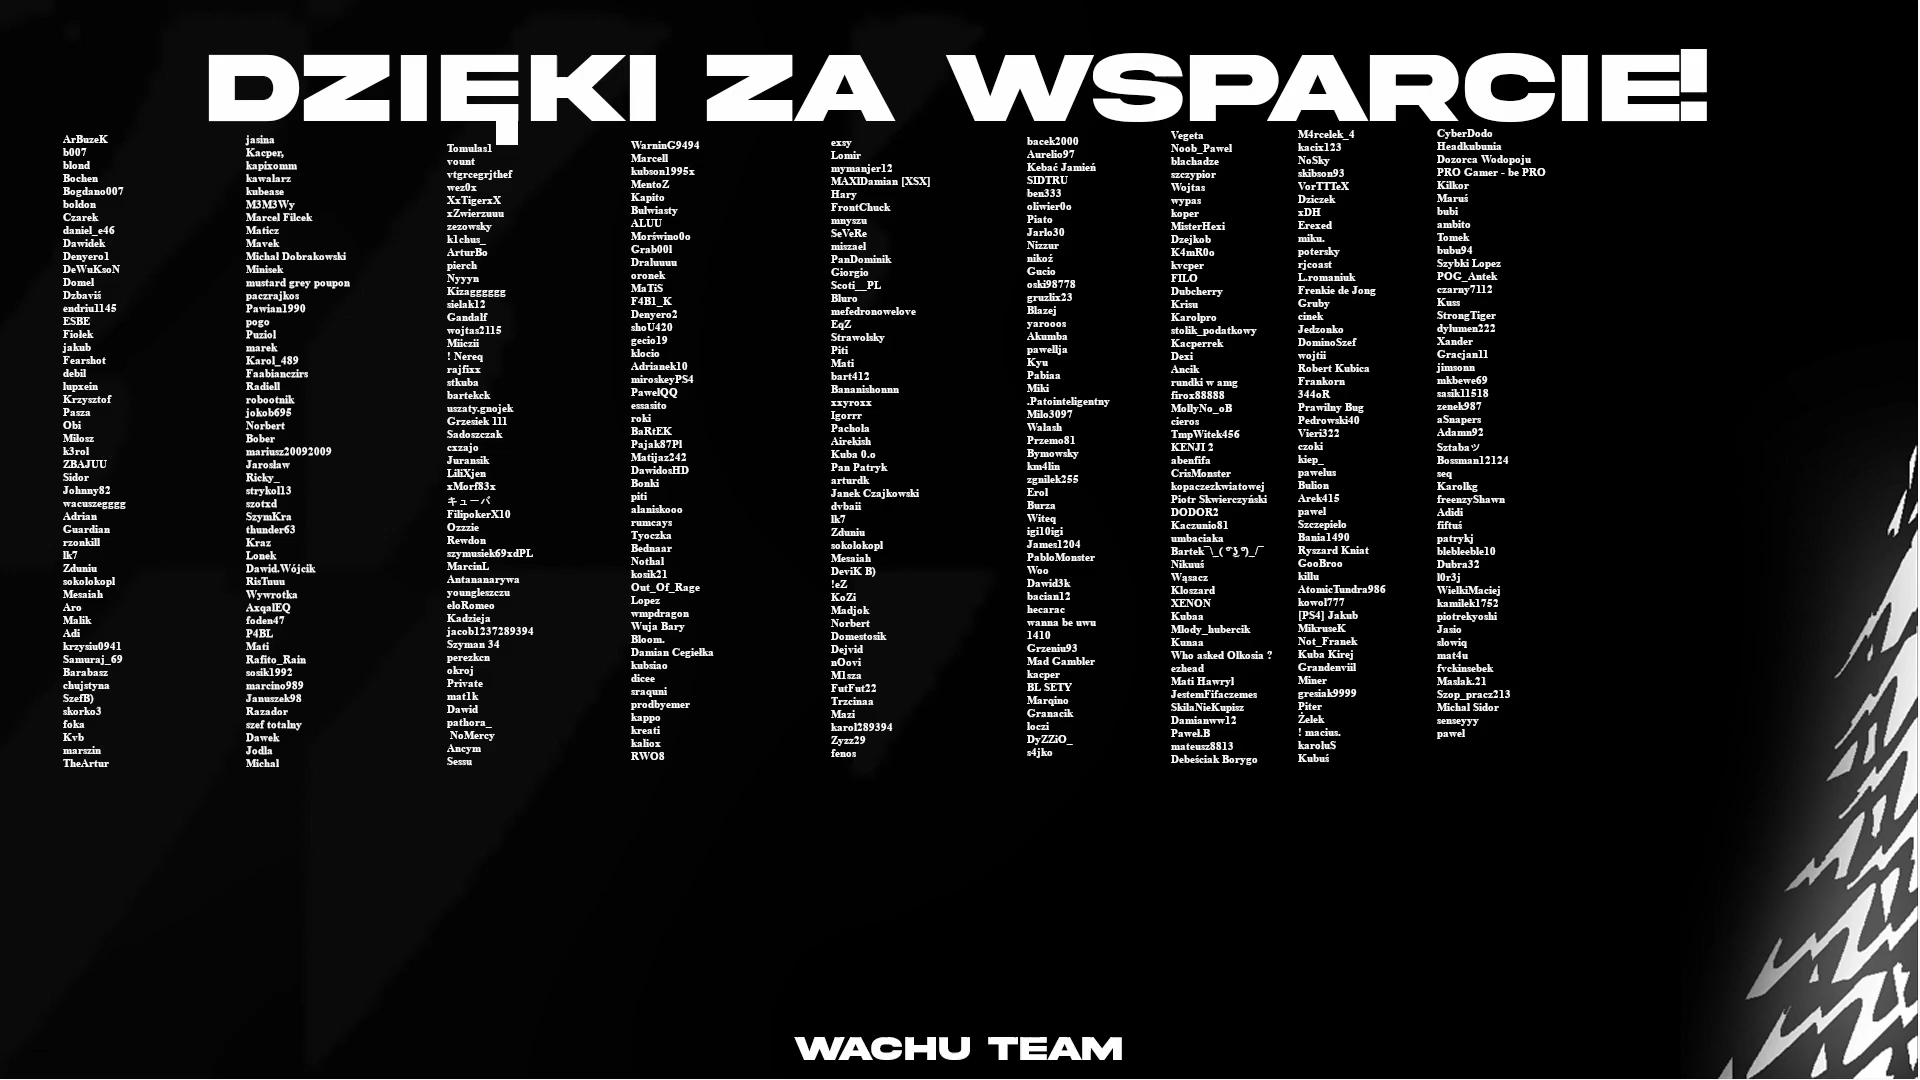 DZIĘKI ZA WSPARCIE!
ArBuzeK
b007
blond
Bochen
Bogdano007
boldon
Czarek
daniel_e46
Dawidek
Denyero1
DeWuKsoN
Domel
Dzbaviś
endriu1145
ESBE
Fiołek
jakub
Fearshot
debil
lupxein
Krzysztof
Pasza
Obi
Miłosz
k3rol
ZBAJUU
Sidor
Johnny82
wacuszegggg
Adrian
Guardian
rzonkill
lk7
Zduniu
sokolokopl
Mesaiah
Aro
Malik
Adi
krzysiu0941
Samuraj_69
Barabasz
chujstyna
SzefB)
skorko3
foka
Kvb
marszin
TheArtur
jasina
Kacper,
kapixomm
kawalarz
kubease
M3M3Wy
Marcel Filcek
Maticz
Mavek
Michał Dobrakowski
Minisek
mustard grey poupon
paczrajkos
Pawian1990
pogo
Puzioł
marek
Karol_489
Faabianczirs
Radiell
robootnik
jokob695
Norbert
Bober
mariusz20092009
Jarosław
Ricky_
strykol13
szotxd
SzymKra
thunder63
Kraz
Lonek
Dawid.Wójcik
RisTuuu
Wywrotka
AxqalEQ
foden47
P4BL
Mati
Rafito_Rain
sosik1992
marcino989
Januszek98
Razador
szef totalny
Dawek
Jodla
Michal
Tomulas1
vount
vtgrcegrjthef
wez0x
XxTigerxX
xZwierzuuu
zezowsky
k1chus_
ArturBo
pierch
Nyyyn
Kizagggggg
sielak12
Gandalf
wojtas2115
Miiczii
! Nereq
rajfixx
stkuba
bartekck
uszaty.gnojek
Grzesiek 111
Sadoszczak
cxzajo
Juransik
LiliXjen
xMorf83x
キューバ
FilipokerX10
Ozzzie
Rewdon
szymusiek69xdPL
MarcinL
Antananarywa
youngleszczu
eloRomeo
Kadzieja
jacob1237289394
Szyman 34
perezkcn
okroj
Private
mat1k
Dawid
pathora_
NoMercy
Ancym
Sessu
WarninG9494
Marcell
kubson1995x
MentoZ
Kapito
Bulwiasty
ALUU
Morświno0o
Grab00l
Draluuuu
oronek
MaTiS
F4B1_K
Denyero2
shoU420
gecio19
klocio
Adrianek10
miroskeyPS4
PawelQQ
essasito
roki
BaRtEK
Pajak87Pl
Matijaz242
DawidosHD
Bonki
piti
alaniskooo
rumcays
Tyoczka
Bednaar
Nothal
kosik21
Out_Of_Rage
Lopez
wmpdragon
Wuja Bary
Bloom.
Damian Cegiełka
kubsiao
dicee
sraquni
prodbyemer
kappo
kreati
kaliox
RWO8
exsy
Lomir
mymanjer12
MAXIDamian [XSX]
Hary
FrontChuck
mnyszu
SeVeRe
miszael
PanDominik
Giorgio
Scoti__PL
Bluro
mefedronowelove
EqZ
Strawolsky
Piti
Mati
bart412
Bananishonnn
xxyroxx
Igorrr
Pachola
Airekish
Kuba 0.o
Pan Patryk
arturdk
Janek Czajkowski
dvbaii
lk7
Zduniu
sokolokopl
Mesaiah
DeviK B)
!eZ
KoZi
Madjok
Norbert
Domestosik
Dejvid
nOovi
M1sza
FutFut22
Trzcinaa
Mazi
karol289394
Zyzz29
fenos
bacek2000
Aurelio97
Kebać Jamień
SIDTRU
ben333
oliwier0o
Piato
Jarlo30
Nizzur
nikoź
Gucio
oski98778
gruzlix23
Blazej
yarooos
Akumba
pawellja
Kyu
Pabiaa
Miki
.Patointeligentny
Milo3097
Walash
Przemo81
Bymowsky
km4lin
zgnilek255
Erol
Burza
Witeq
igi10igi
James1204
PabloMonster
Woo
Dawid3k
bacian12
hecarac
wanna be uwu
1410
Grzeniu93
Mad Gambler
kacper
BL SETY
Marqino
Granacik
loczi
DyZZiO_
s4jko
Vegeta
Noob_Pawel
blachadze
szczypior
Wojtas
wypas
koper
MisterHexi
Dzejkob
K4mR0o
kvcper
FILO
Dubcherry
Krisu
Karolpro
stolik_podatkowy
Kacperrek
Dexi
Ancik
rundki w amg
firox88888
MollyNo_oB
cieros
TmpWitek456
KENJI 2
abenfifa
CrisMonster
kopaczezkwiatowej
Piotr Skwierczyński
DODOR2
Kaczunio81
umbaciaka
Bartek¯\_( ͡° ͜ʖ ͡°)_/¯
Nikuuś
Wąsacz
Kloszard
XENON
Kubaa
Mlody_hubercik
Kunaa
Who asked Olkosia ?
ezhead
Mati Hawrył
JestemFifaczemes
SkilaNieKupisz
Damianww12
Paweł.B
mateusz8813
Debeściak Borygo
M4rcelek_4
kacix123
NoSky
skibson93
VorTTTeX
Dziczek
xDH
Erexed
miku.
potersky
rjcoast
L.romaniuk
Frenkie de Jong
Gruby
cinek
Jedzonko
DominoSzef
wojtii
Robert Kubica
Frankorn
344oR
Prawilny Bug
Pedrowski40
Vieri322
czoki
kiep_
pawelus
Bulion
Arek415
pawel
Szczepielo
Bania1490
Ryszard Kniat
GooBroo
killu
AtomicTundra986
kowol777
[PS4] Jakub
MikruseK
Not_Franek
Kuba Kirej
Grandenviil
Miner
gresiak9999
Piter
Żelek
! macius.
karoluS
Kubuś
CyberDodo
Headkubunia
Dozorca Wodopoju
PRO Gamer - be PRO
Kilkor
Maruś
bubi
ambito
Tomek
bubu94
Szybki Lopez
POG_Antek
czarny7112
Kuss
StrongTiger
dylumen222
Xander
Gracjan11
jimsonn
mkbewe69
sasik11518
zenek987
aSnapers
Adamn92
Sztabaツ
Bossman12124
seq
Karolkg
freenzyShawn
Adidi
fiftuś
patrykj
blebleeble10
Dubra32
l0r3j
WielkiMaciej
kamilek1752
piotrekyoshi
Jasio
slowiq
mat4u
fvckinsebek
Maslak.21
Szop_pracz213
Michał Sidor
senseyyy
pawel
WACHU TEAM